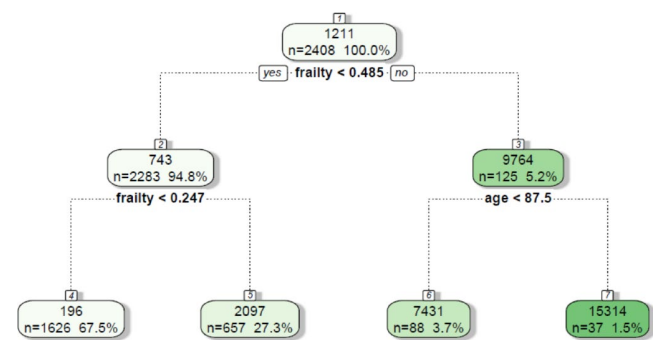 1
1211
n=2408 100.0%
yes frailty < 0.485 no
2
743
n=2283 94.8%
3
9764
n=125 5.2%
frailty < 0.247
age < 87.5
4
196
n=1626 67.5%
5
2097
n=657 27.3%
6
7431
n=88 3.7%
7
15314
n=37 1.5%